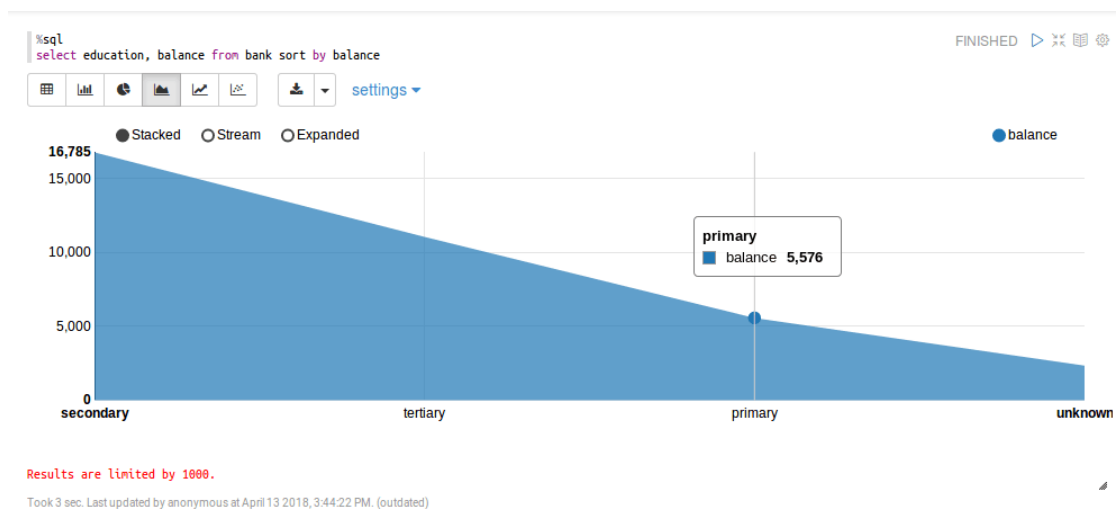 %sql
FINISHED
select education, balance from bank sort by balance
settings
Stacked Stream Expanded
balance
16,785
15,000
10,000
5,000
0
primary
balance 5,576
secondary tertiary primary unknown
Results are limited by 1000.
Took 3 sec. Last updated by anonymous at April 13 2018, 3:44:22 PM. (outdated)